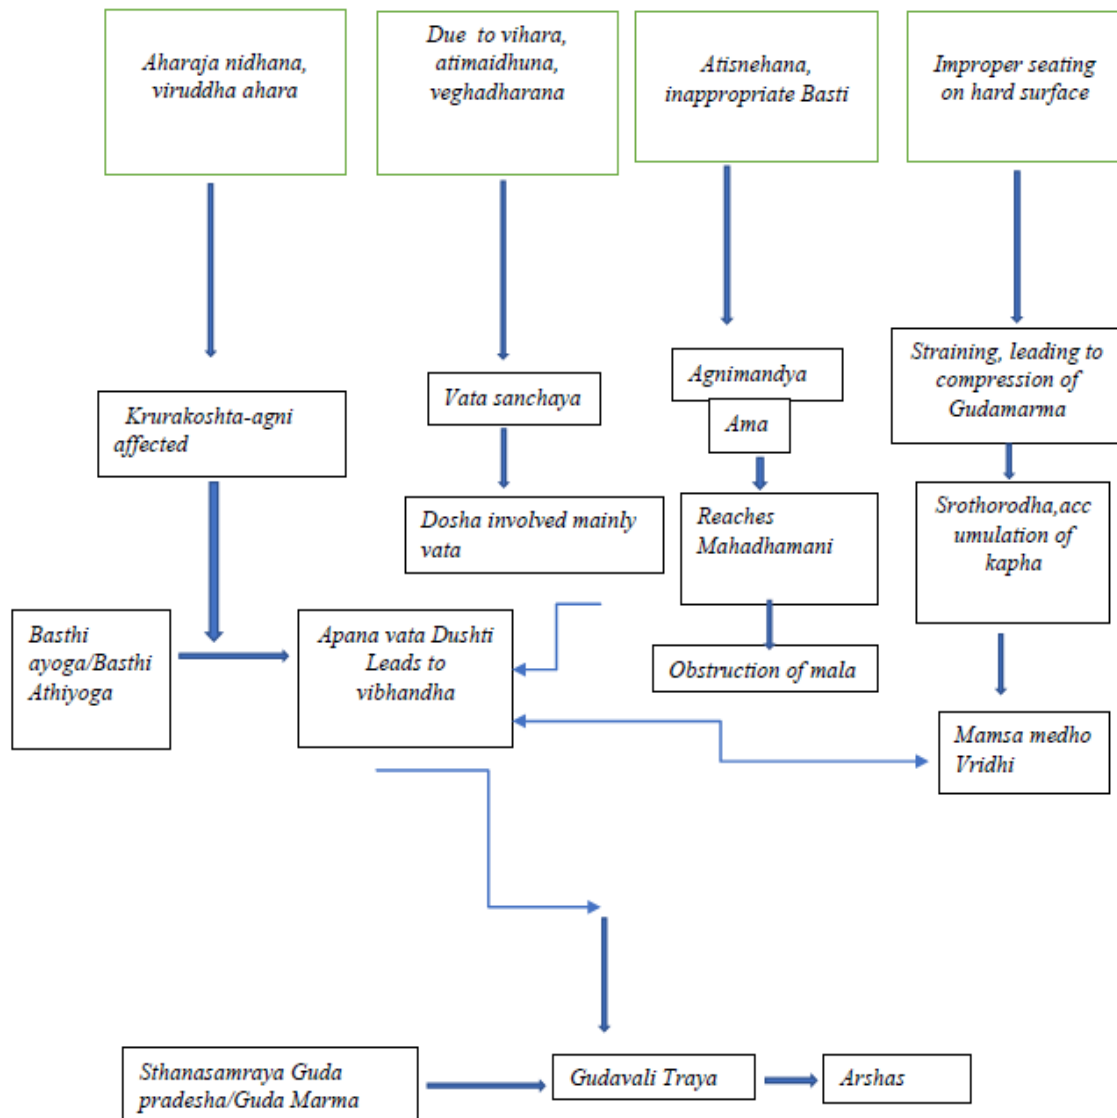 Aharaja nidhana,
viruddha ahara
Due  to vihara,
atimaidhuna,
veghadharana
Atisnehana,
inappropriate Basti
Improper seating
on hard surface
Krurakoshta-agni
affected
Vata sanchaya
Agnimandya
Ama
Straining, leading to
compression of
Gudamarma
Dosha involved mainly
vata
Reaches
Mahadhamani
Srothorodha,acc
umulation of
kapha
Basthi
ayoga/Basthi
Athiyoga
Apana vata Dushti
Leads to
vibhandha
Obstruction of mala
Mamsa medho
Vridhi
Sthanasamraya Guda
pradesha/Guda Marma
Gudavali Traya
Arshas